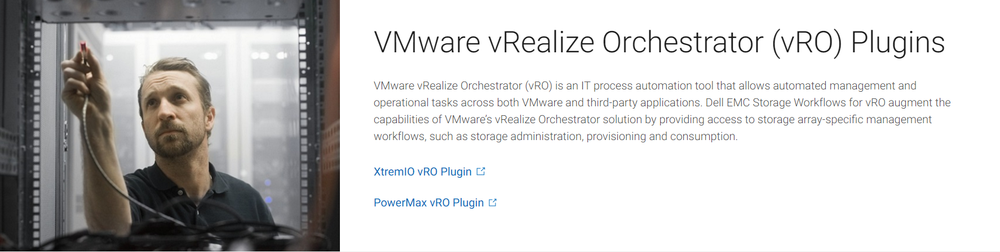 VMware vRealize Orchestrator (vRO) Plugins
VMware vRealize Orchestrator (vRO) is an IT process automation tool that allows automated management and
operational tasks across both VMware and third-party applications. Dell EMC Storage Workflows for vRO augment the
capabilities of VMware’s vRealize Orchestrator solution by providing access to storage array-specific management
workflows, such as storage administration, provisioning and consumption.
XtremIO vRO Plugin
PowerMax vRO Plugin